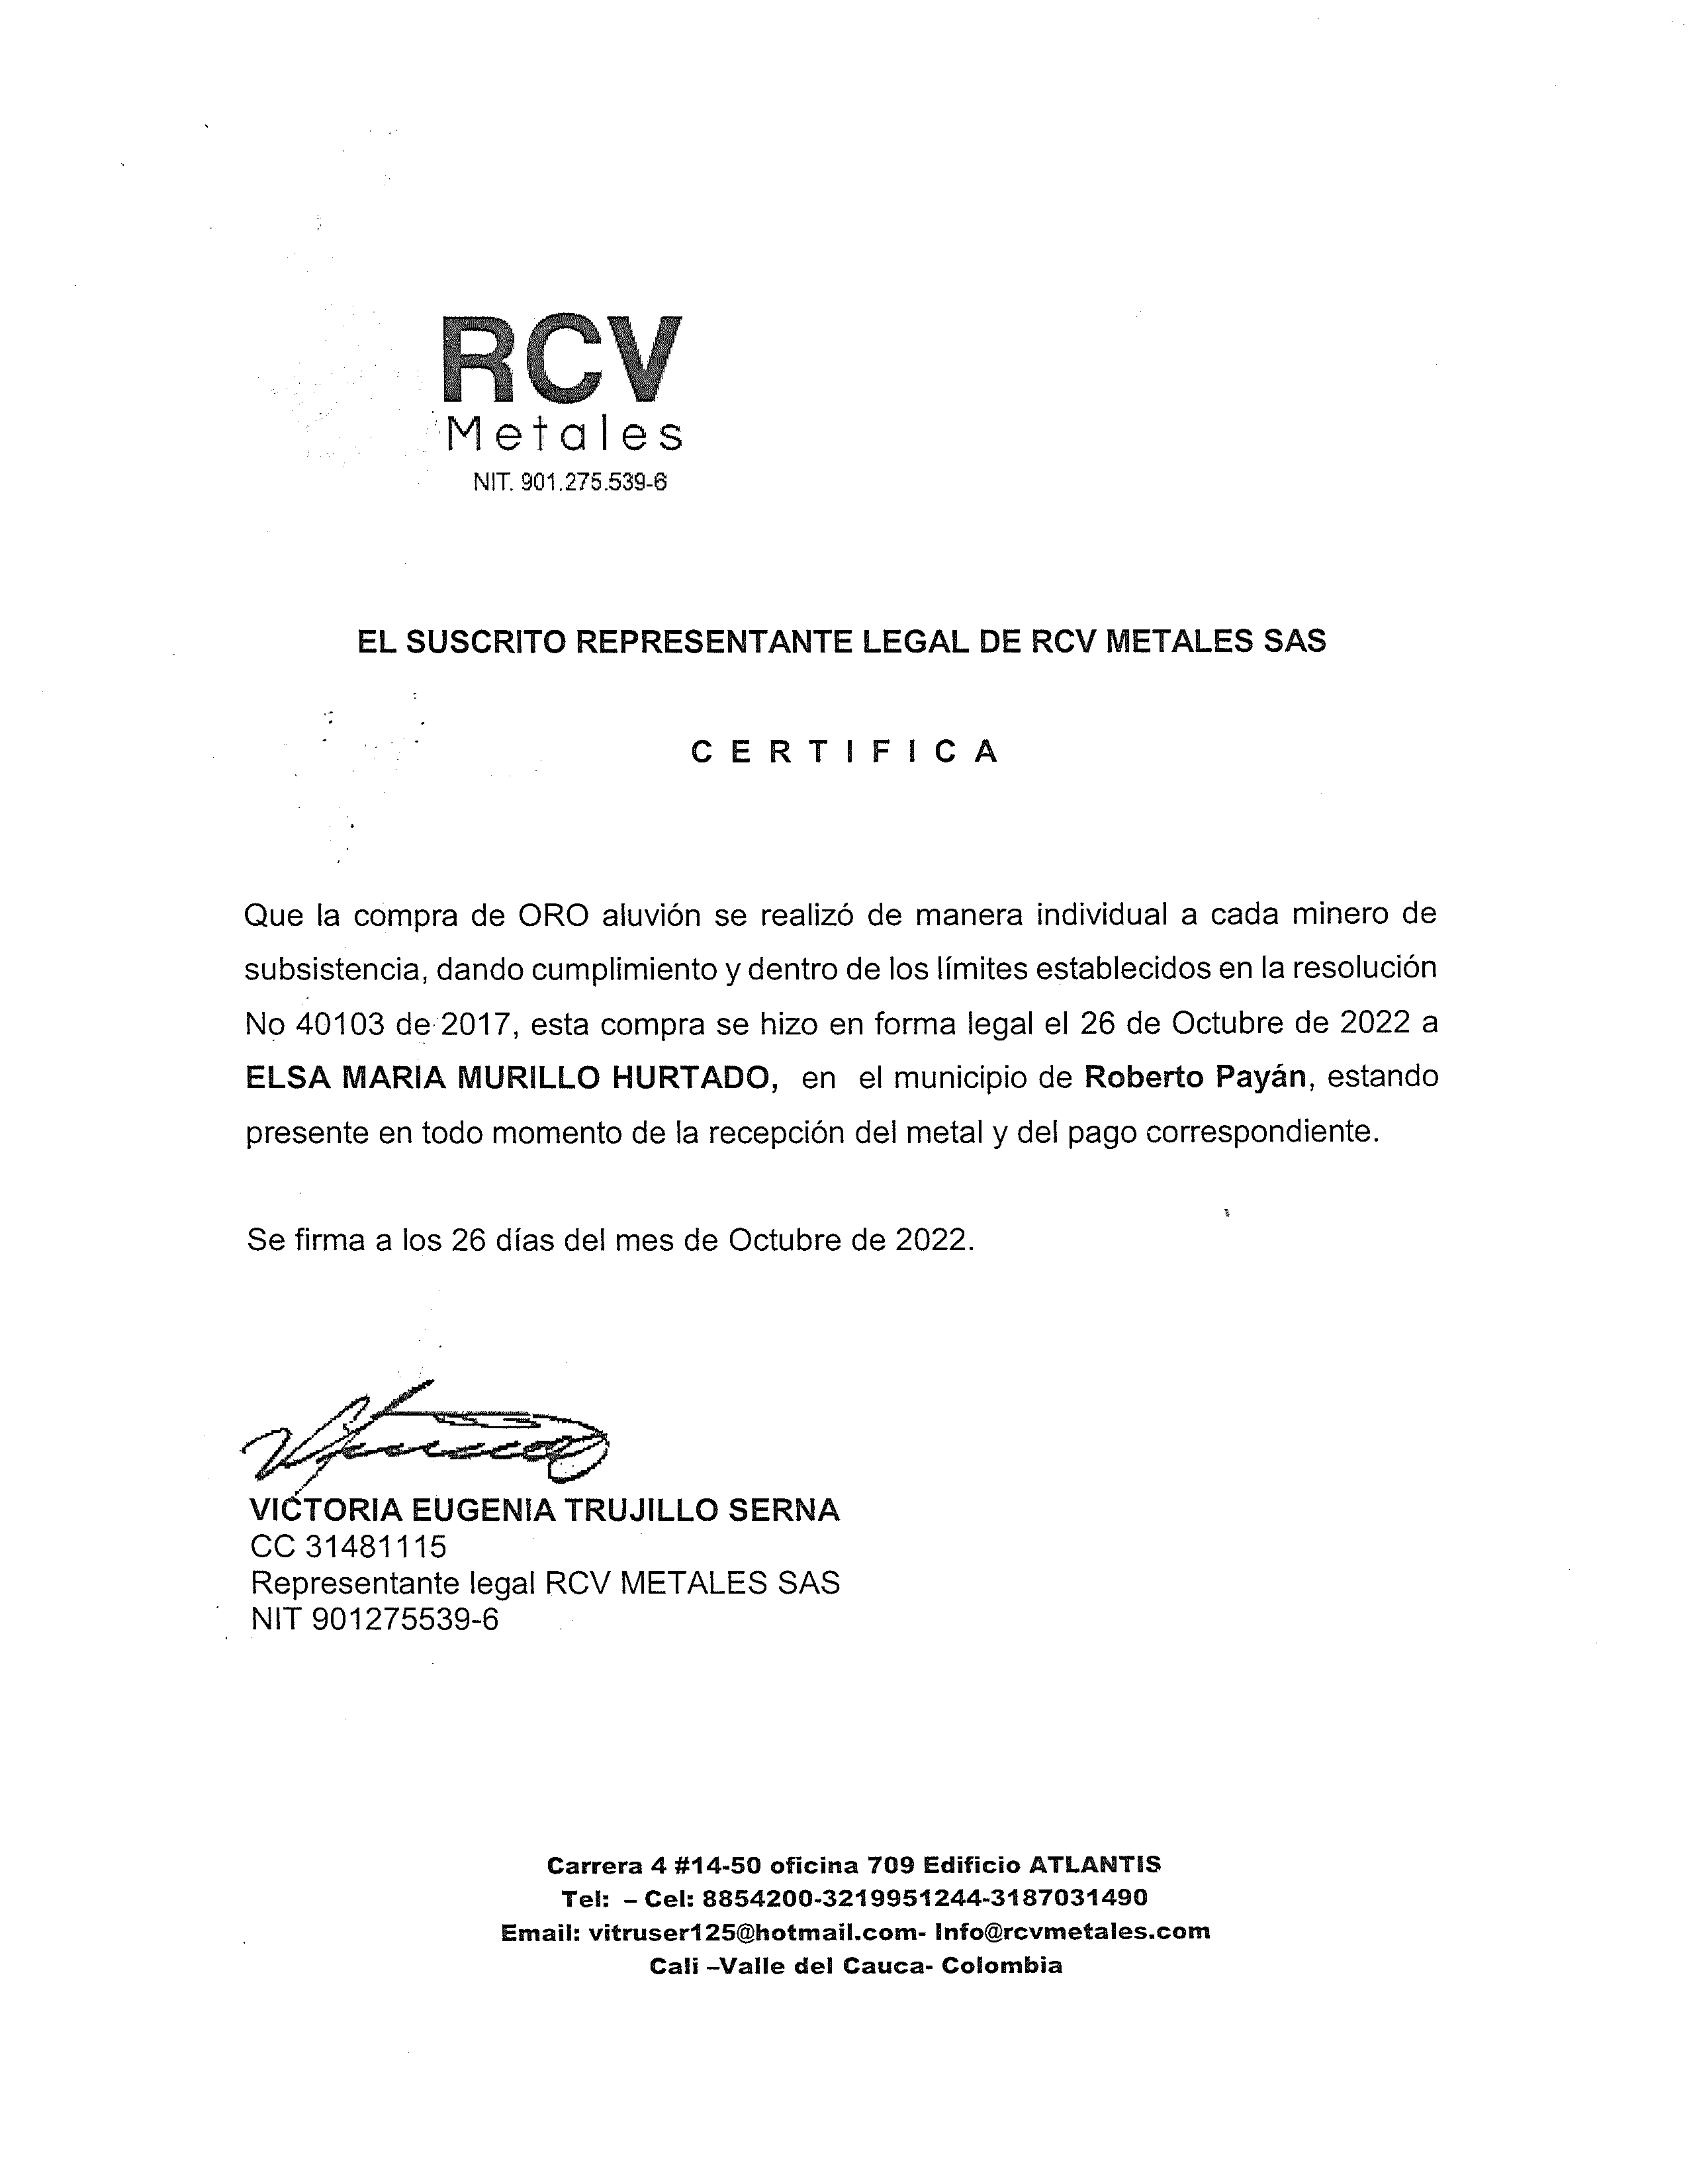 RCV
Metales
NIT. 901.275.539-6
EL SUSCRITO REPRESENTANTE LEGAL DE RCV METALES SAS
C E R T I F I C A
Que la compra de ORO aluvión se realizó de manera individual a cada minero de
subsistencia, dando cumplimiento y dentro de los límites establecidos en la resolución
No 40103 de 2017, esta compra se hizo en forma legal el 26 de Octubre de 2022 a
ELSA MARIA MURILLO HURTADO, en el municipio de Roberto Payán, estando
presente en todo momento de la recepción del metal y del pago correspondiente.
Se firma a los 26 días del mes de Octubre de 2022.
VICTORIA EUGENIA TRUJILLO SERNA
CC 31481115
Representante legal RCV METALES SAS
NIT 901275539-6
Carrera 4 #14-50 oficina 709 Edificio ATLANTIS
Tel: – Cel: 8854200-3219951244-3187031490
Email: vitruser125@hotmail.com- Info@rcvmetales.com
Cali –Valle del Cauca- Colombia